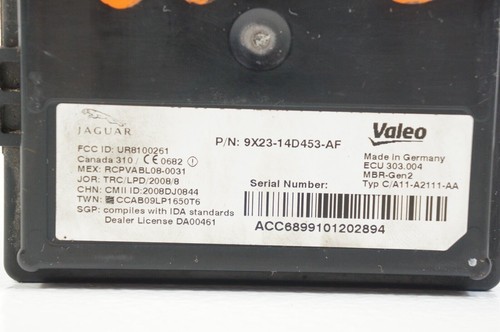 JAGUAR
P/N: 9X23-14D453-AF
Valeo
FCC ID: UR8100261
Canada 310 / CE 0682 !
MEX: RCPVABL08-0031
JOR: TRC/LPD/2008/8
CHN: CMII ID:2008DJ0844
TWN: CCAB09LP1650T6
SGP: complies with IDA standards
Dealer License DA00461
Made in Germany
ECU 303.004
MBR-Gen2
Typ C/A11-A2111-AA
Serial Number:
ACC6899101202894